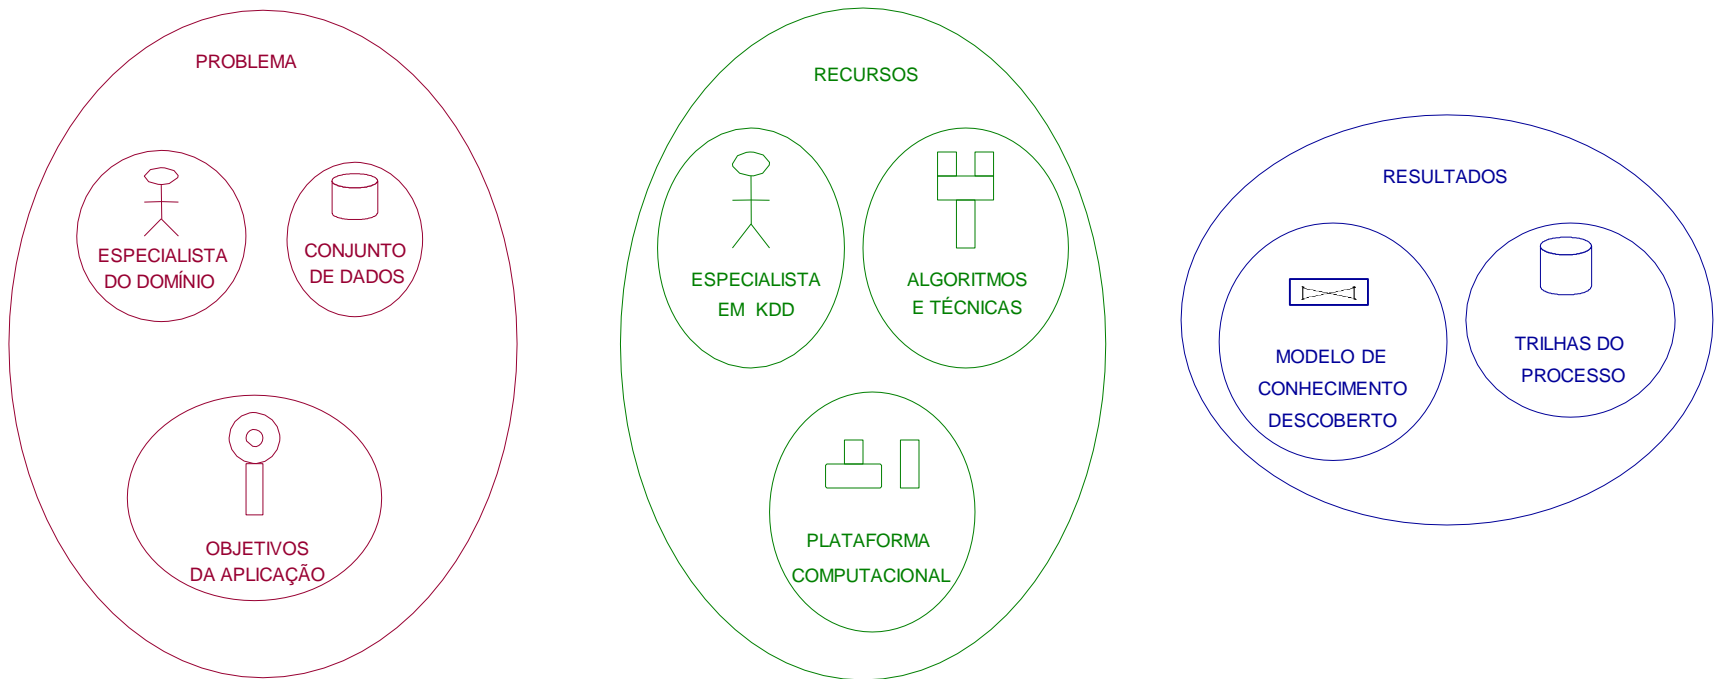 PROBLEMA
ESPECIALISTA
DO DOMÍNIO
CONJUNTO
DE DADOS
OBJETIVOS
DA APLICAÇÃO
RECURSOS
ESPECIALISTA
EM KDD
ALGORITMOS
E TÉCNICAS
PLATAFORMA
COMPUTACIONAL
RESULTADOS
MODELO DE
CONHECIMENTO
DESCOBERTO
TRILHAS DO
PROCESSO